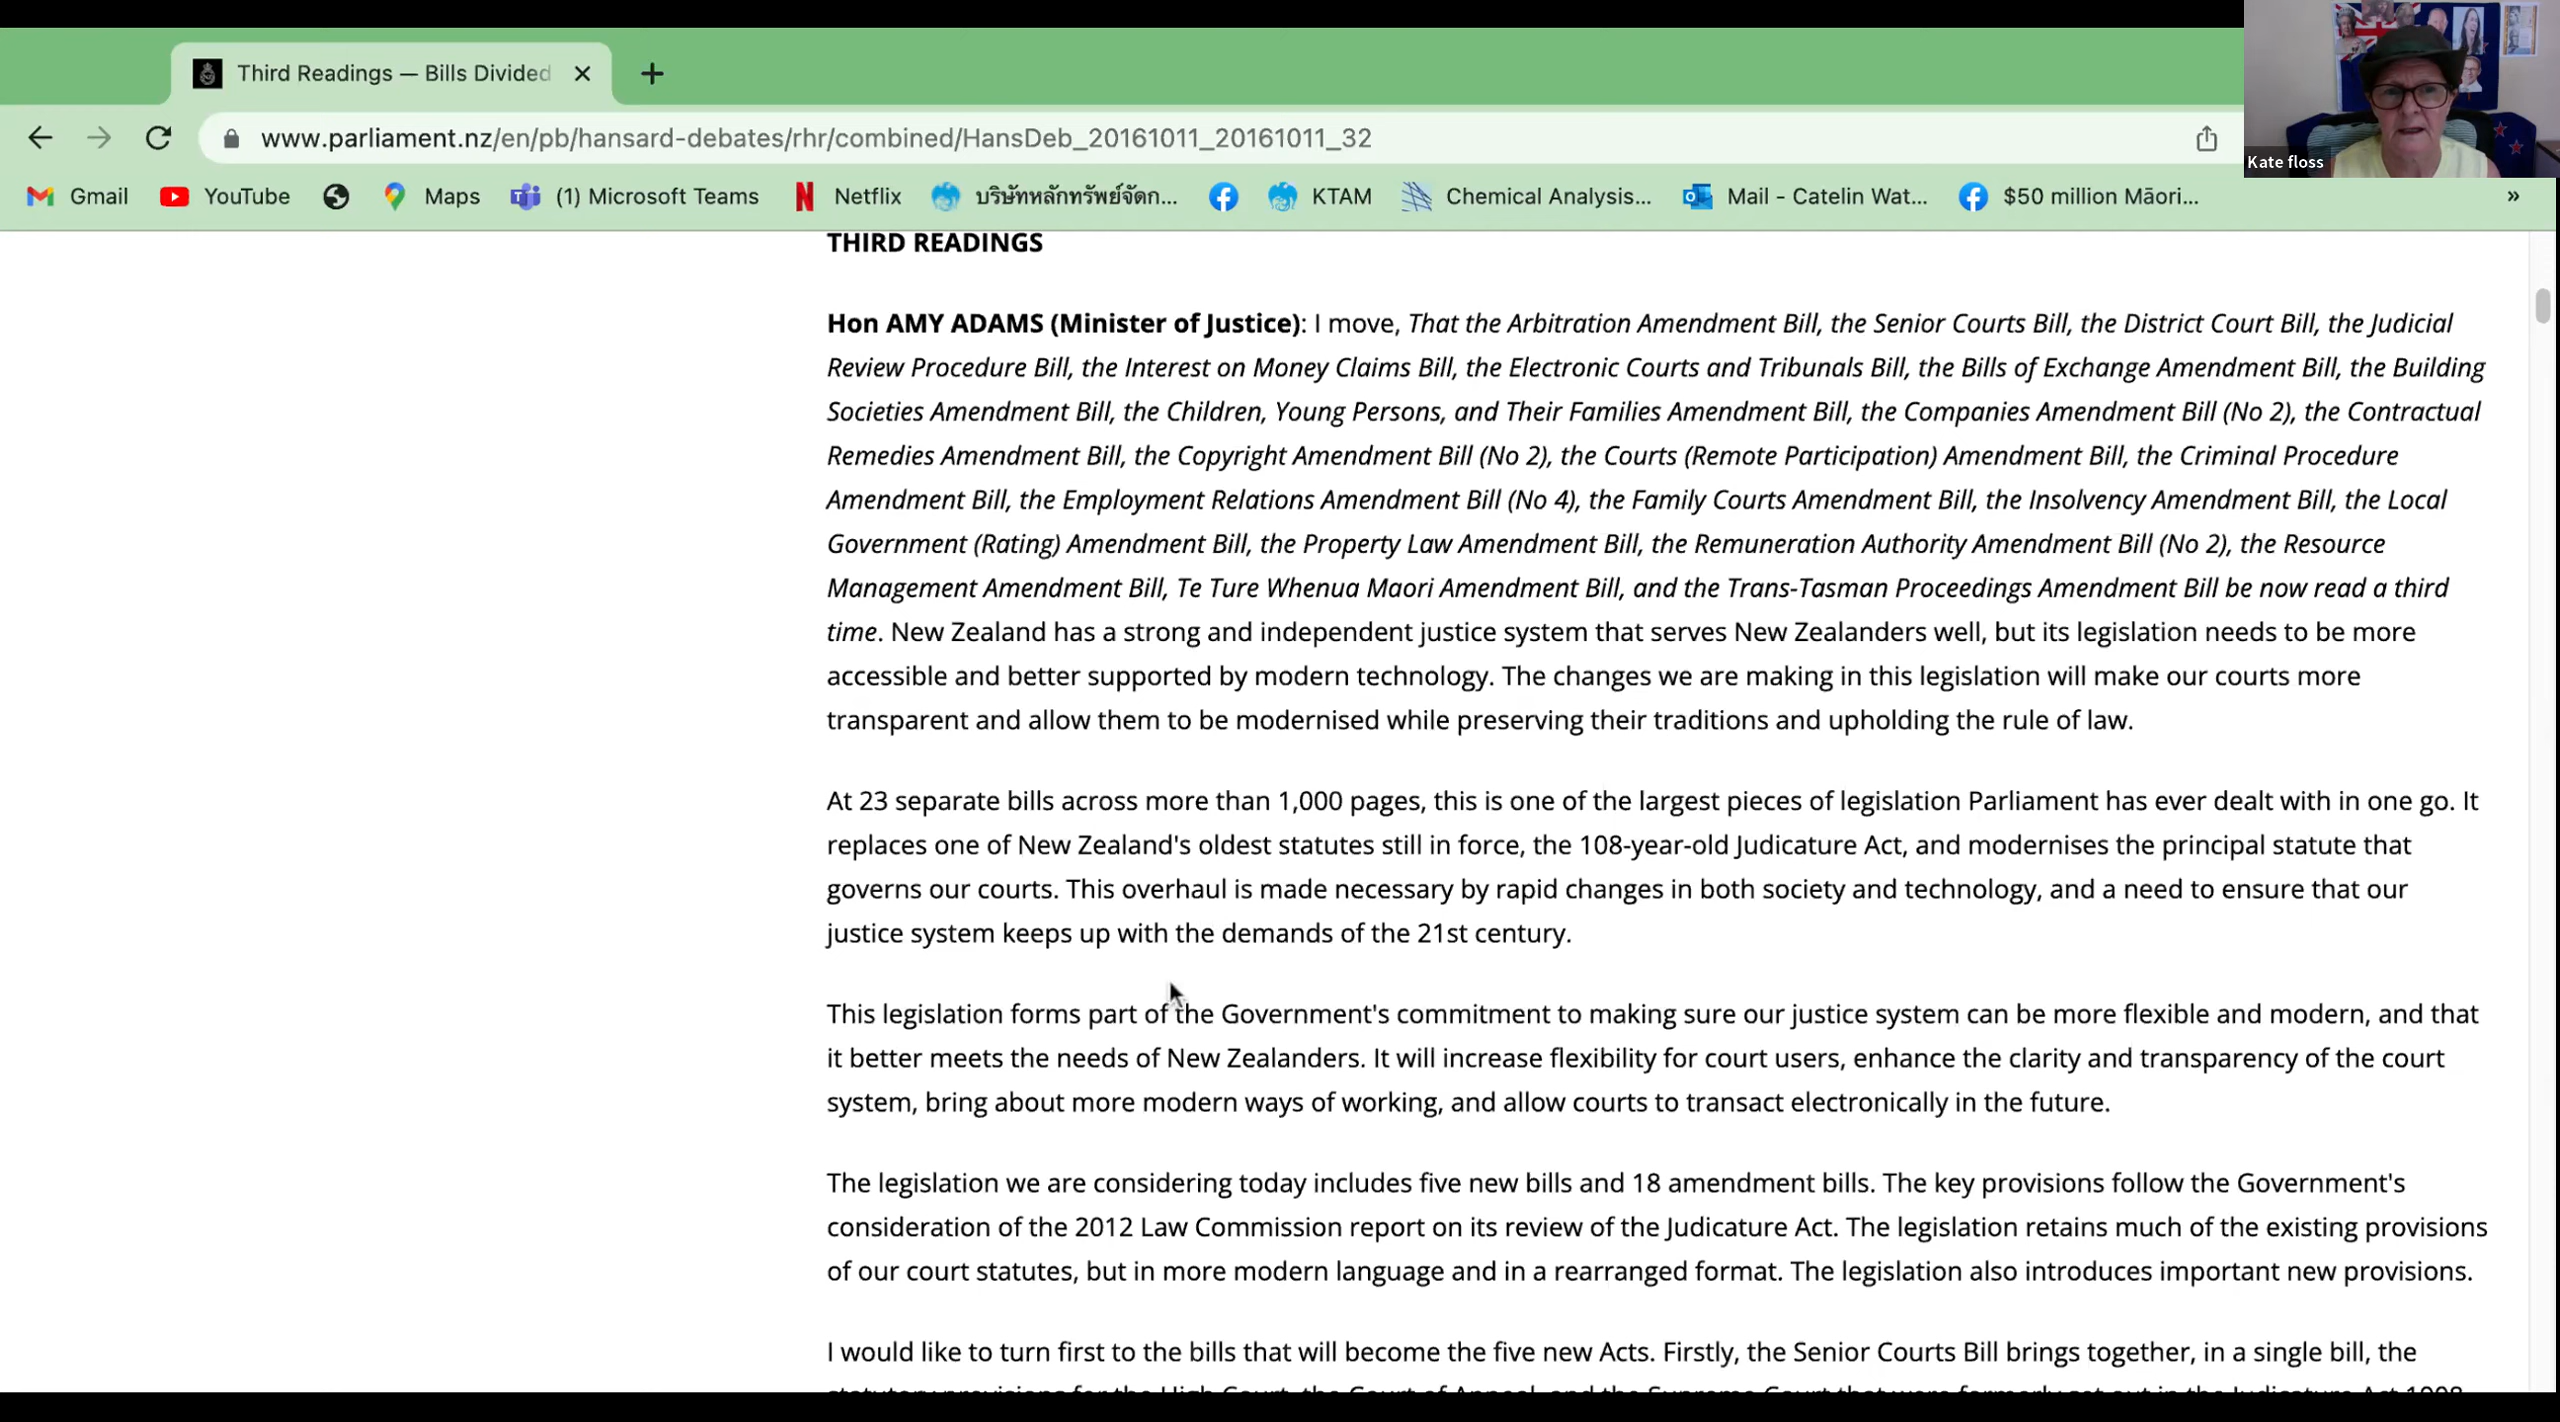 Third Readings — Bills Divided
www.parliament.nz/en/pb/hansard-debates/rhr/combined/HansDeb_20161011_20161011_32
Kate floss
Gmail YouTube Maps (1) Microsoft Teams Netflix บริษัทหลักทรัพย์จัดก... KTAM Chemical Analysis... Mail - Catelin Wat... $50 million Māori... »
THIRD READINGS
Hon AMY ADAMS (Minister of Justice): I move, That the Arbitration Amendment Bill, the Senior Courts Bill, the District Court Bill, the Judicial
Review Procedure Bill, the Interest on Money Claims Bill, the Electronic Courts and Tribunals Bill, the Bills of Exchange Amendment Bill, the Building
Societies Amendment Bill, the Children, Young Persons, and Their Families Amendment Bill, the Companies Amendment Bill (No 2), the Contractual
Remedies Amendment Bill, the Copyright Amendment Bill (No 2), the Courts (Remote Participation) Amendment Bill, the Criminal Procedure
Amendment Bill, the Employment Relations Amendment Bill (No 4), the Family Courts Amendment Bill, the Insolvency Amendment Bill, the Local
Government (Rating) Amendment Bill, the Property Law Amendment Bill, the Remuneration Authority Amendment Bill (No 2), the Resource
Management Amendment Bill, Te Ture Whenua Maori Amendment Bill, and the Trans-Tasman Proceedings Amendment Bill be now read a third
time. New Zealand has a strong and independent justice system that serves New Zealanders well, but its legislation needs to be more
accessible and better supported by modern technology. The changes we are making in this legislation will make our courts more
transparent and allow them to be modernised while preserving their traditions and upholding the rule of law.
At 23 separate bills across more than 1,000 pages, this is one of the largest pieces of legislation Parliament has ever dealt with in one go. It
replaces one of New Zealand's oldest statutes still in force, the 108-year-old Judicature Act, and modernises the principal statute that
governs our courts. This overhaul is made necessary by rapid changes in both society and technology, and a need to ensure that our
justice system keeps up with the demands of the 21st century.
This legislation forms part of the Government's commitment to making sure our justice system can be more flexible and modern, and that
it better meets the needs of New Zealanders. It will increase flexibility for court users, enhance the clarity and transparency of the court
system, bring about more modern ways of working, and allow courts to transact electronically in the future.
The legislation we are considering today includes five new bills and 18 amendment bills. The key provisions follow the Government's
consideration of the 2012 Law Commission report on its review of the Judicature Act. The legislation retains much of the existing provisions
of our court statutes, but in more modern language and in a rearranged format. The legislation also introduces important new provisions.
I would like to turn first to the bills that will become the five new Acts. Firstly, the Senior Courts Bill brings together, in a single bill, the
statutory provisions for the High Court, the Court of Appeal, and the Supreme Court that were formerly set out in the Judicature Act 1908